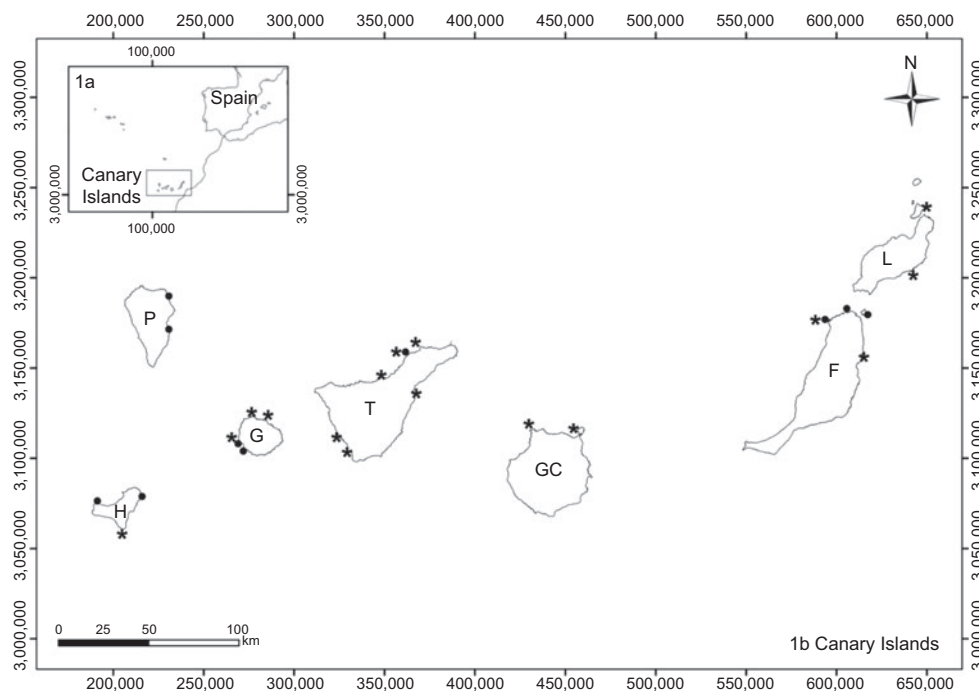 200,000 250,000 300,000 350,000 400,000 450,000 500,000 550,000 600,000 650,000
100,000
1a
Spain
Canary
Islands
3,000,000
3,000,000
100,000
N
3,300,000
3,250,000
3,200,000
3,150,000
3,100,000
3,050,000
3,000,000
3,300,000
3,250,000
3,200,000
3,150,000
3,100,000
3,050,000
3,000,000
L
P
F
T
G
GC
H
0 25 50 100
km
1b Canary Islands
200,000 250,000 300,000 350,000 400,000 450,000 500,000 550,000 600,000 650,000